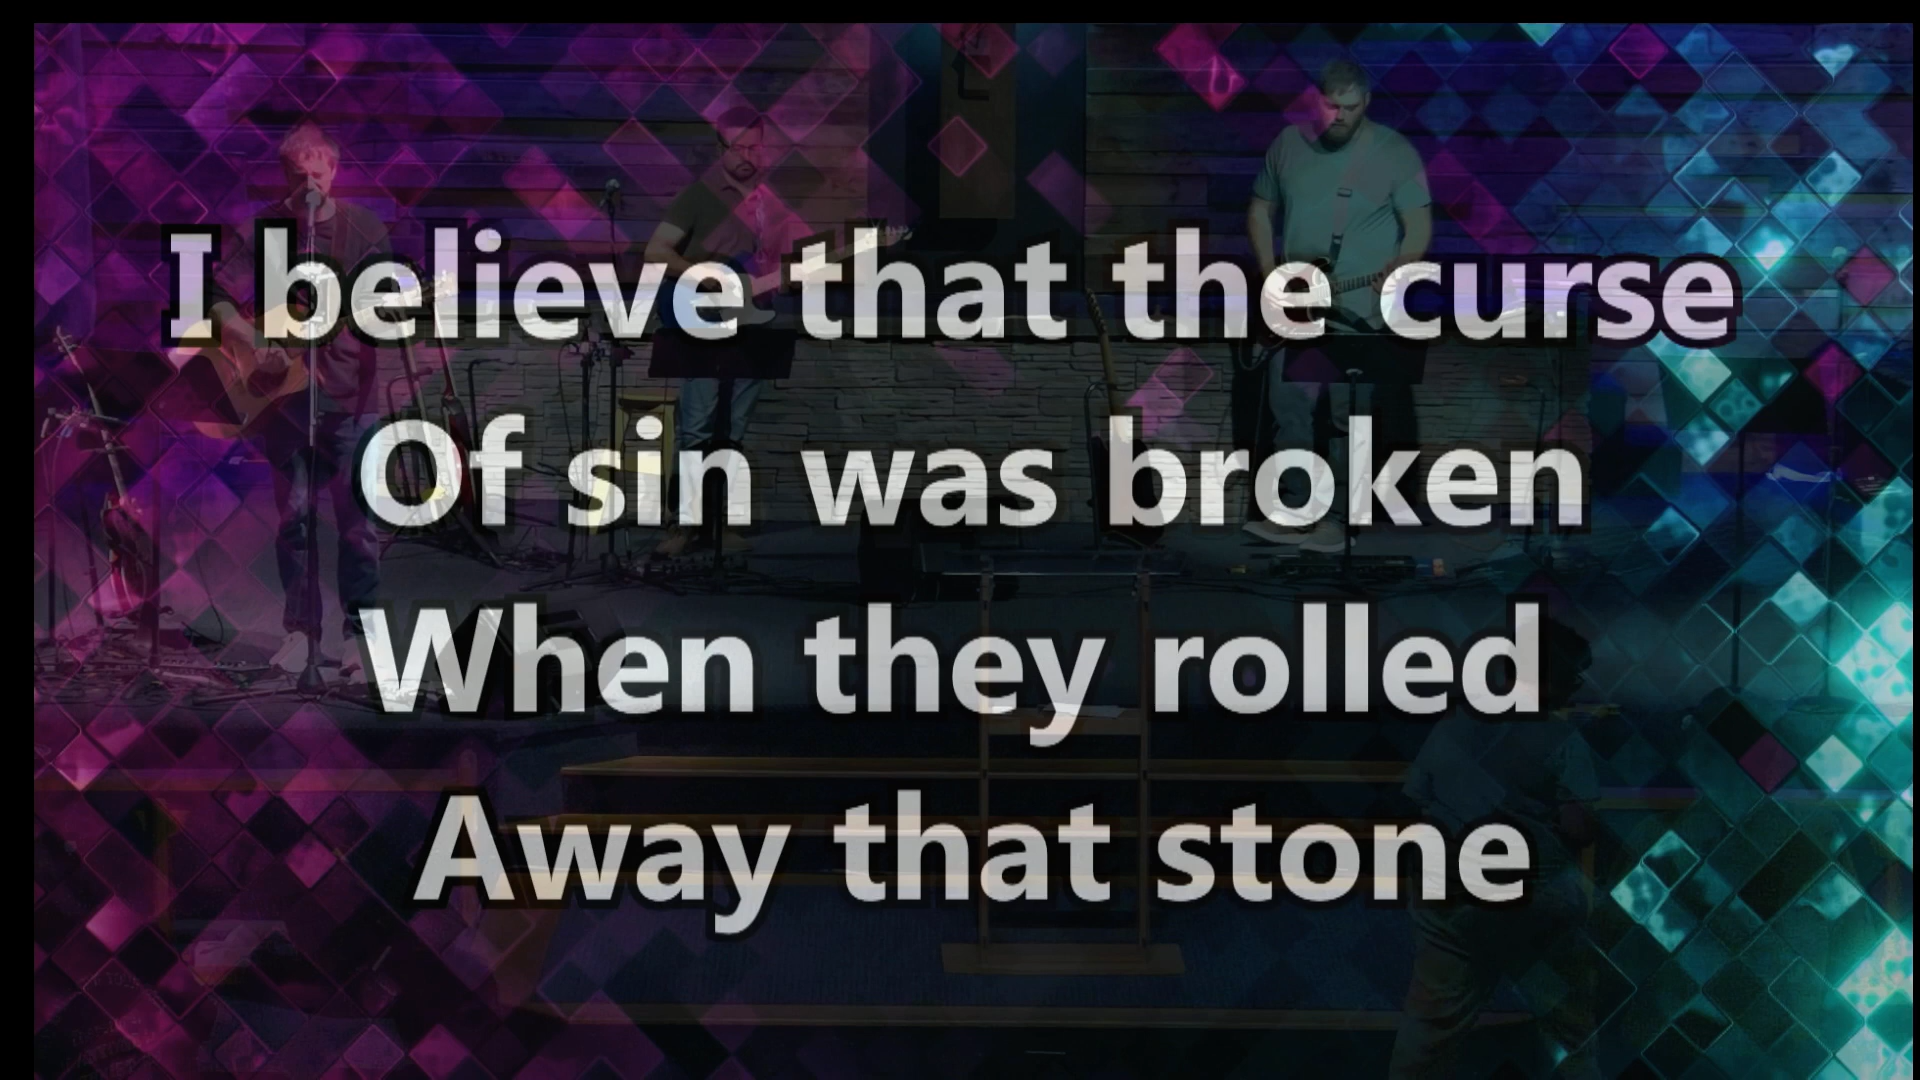 I believe that the curse
Of sin was broken
When they rolled
Away that stone